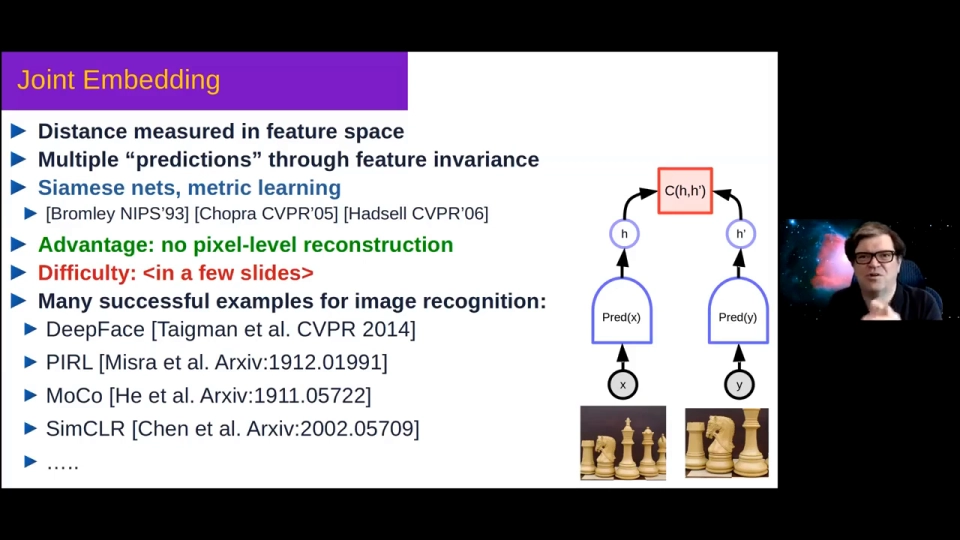 Joint Embedding
Distance measured in feature space
Multiple “predictions” through feature invariance
Siamese nets, metric learning
[Bromley NIPS’93] [Chopra CVPR’05] [Hadsell CVPR’06]
Advantage: no pixel-level reconstruction
Difficulty: <in a few slides>
Many successful examples for image recognition:
DeepFace [Taigman et al. CVPR 2014]
PIRL [Misra et al. Arxiv:1912.01991]
MoCo [He et al. Arxiv:1911.05722]
SimCLR [Chen et al. Arxiv:2002.05709]
…..
C(h,h’)
h
h’
Pred(x)
Pred(y)
x
y